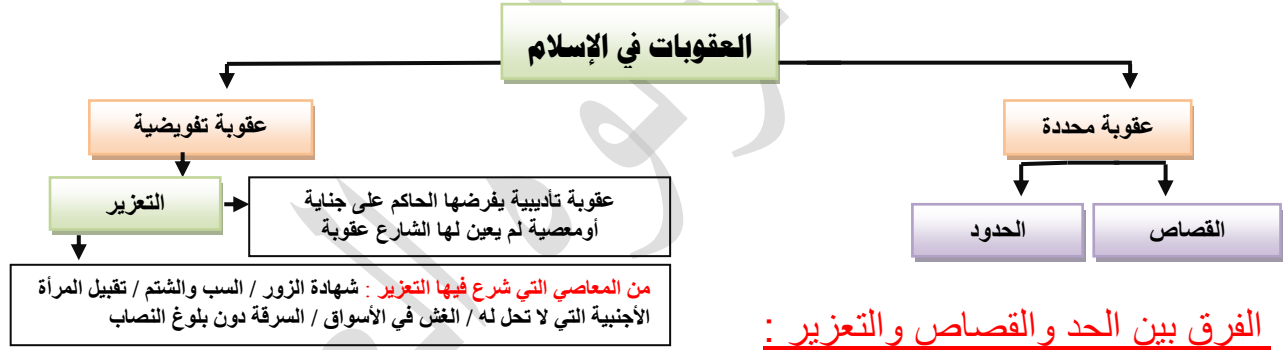 العقوبات في الإسلام
عقوبة محددة
عقوبة تفويضية
القصاص
الحدود
التعزير
عقوبة تأديبية يفرضها الحاكم على جناية
أومعصية لم يعين لها الشارع عقوبة
من المعاصي التي شرع فيها التعزير : شهادة الزور / السب والشتم / تقبيل المرأة
الأجنبية التي لا تحل له / الغش في الأسواق / السرقة دون بلوغ النصاب
الفرق بين الحد والقصاص والتعزير :